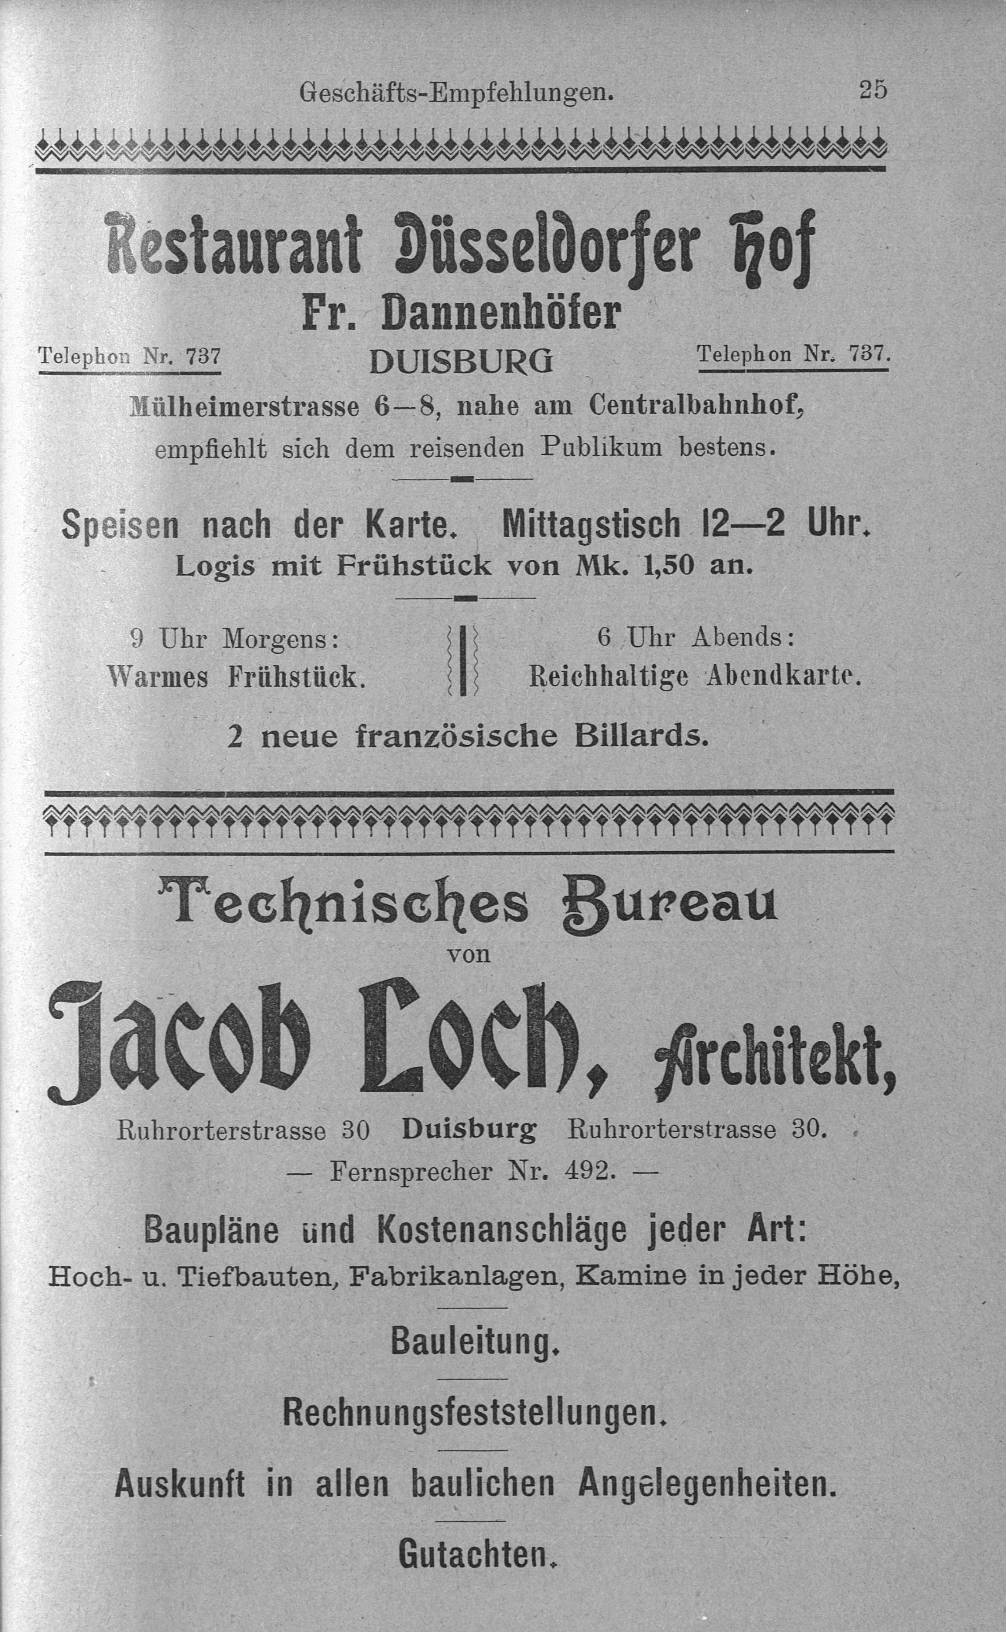 Geschäfts-Empfehlungen. 25
Restaurant Düsseldorfer Hof
Fr. Dannenhöfer
Telephon Nr. 737 DUISBURG Telephon Nr. 737.
Mülheimerstrasse 6—8, nahe am Centralbahnhof,
empfiehlt sich dem reisenden Publikum bestens.
Speisen nach der Karte. Mittagstisch 12—2 Uhr.
Logis mit Frühstück von Mk. 1,50 an.
9 Uhr Morgens:
Warmes Frühstück.
6 Uhr Abends:
Reichhaltige Abendkarte.
2 neue französische Billards.
Technisches Bureau
von
Jacob Loch, Architekt,
Ruhrorterstrasse 30 Duisburg Ruhrorterstrasse 30.
— Fernsprecher Nr. 492. —
Baupläne und Kostenanschläge jeder Art:
Hoch- u. Tiefbauten, Fabrikanlagen, Kamine in jeder Höhe,
Bauleitung.
Rechnungsfeststellungen.
Auskunft in allen baulichen Angelegenheiten.
Gutachten.